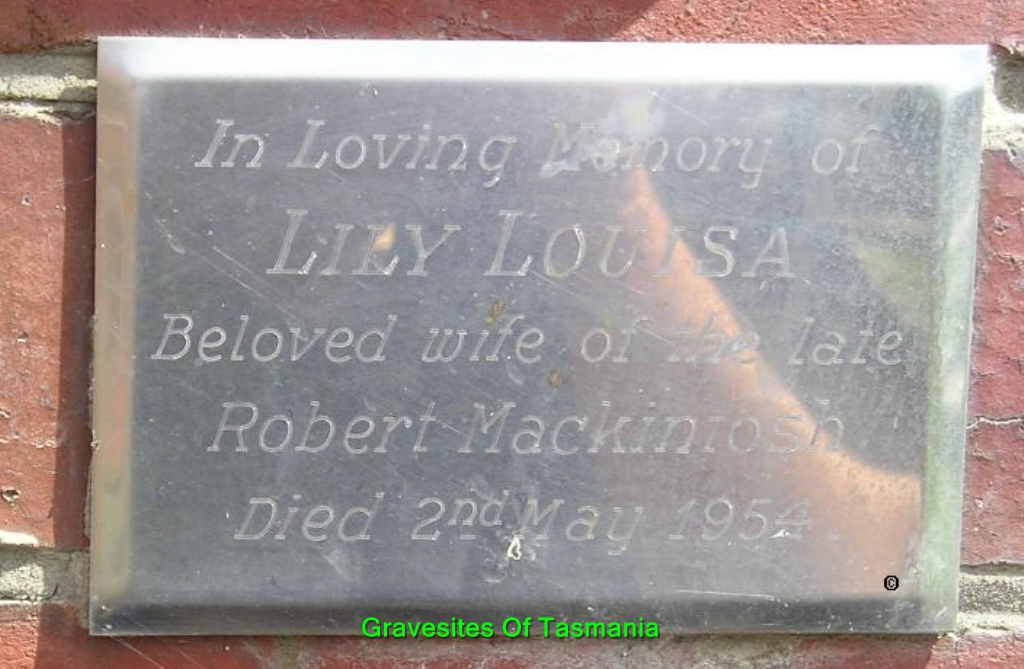 In Loving Memory of
LILY LOUISA
Beloved wife of the late
Robert Mackintosh
Died 2nd May 1954.
©
Gravesites Of Tasmania